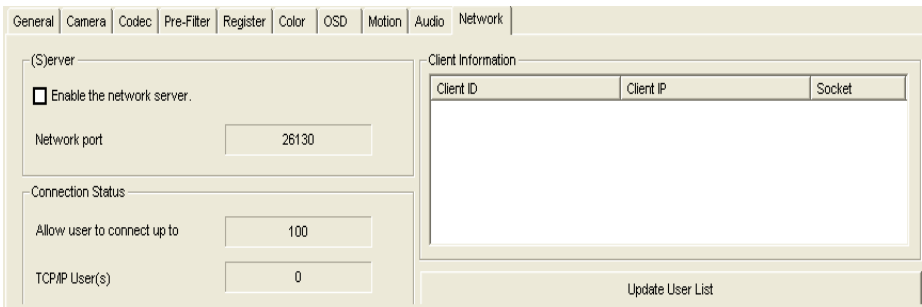 General Camera Codec Pre-Filter Register Color OSD Motion Audio Network
(S)erver
Enable the network server.
Network port 26130
Connection Status
Allow user to connect up to 100
TCP/IP User(s) 0
Client Information
Client ID Client IP Socket
Update User List